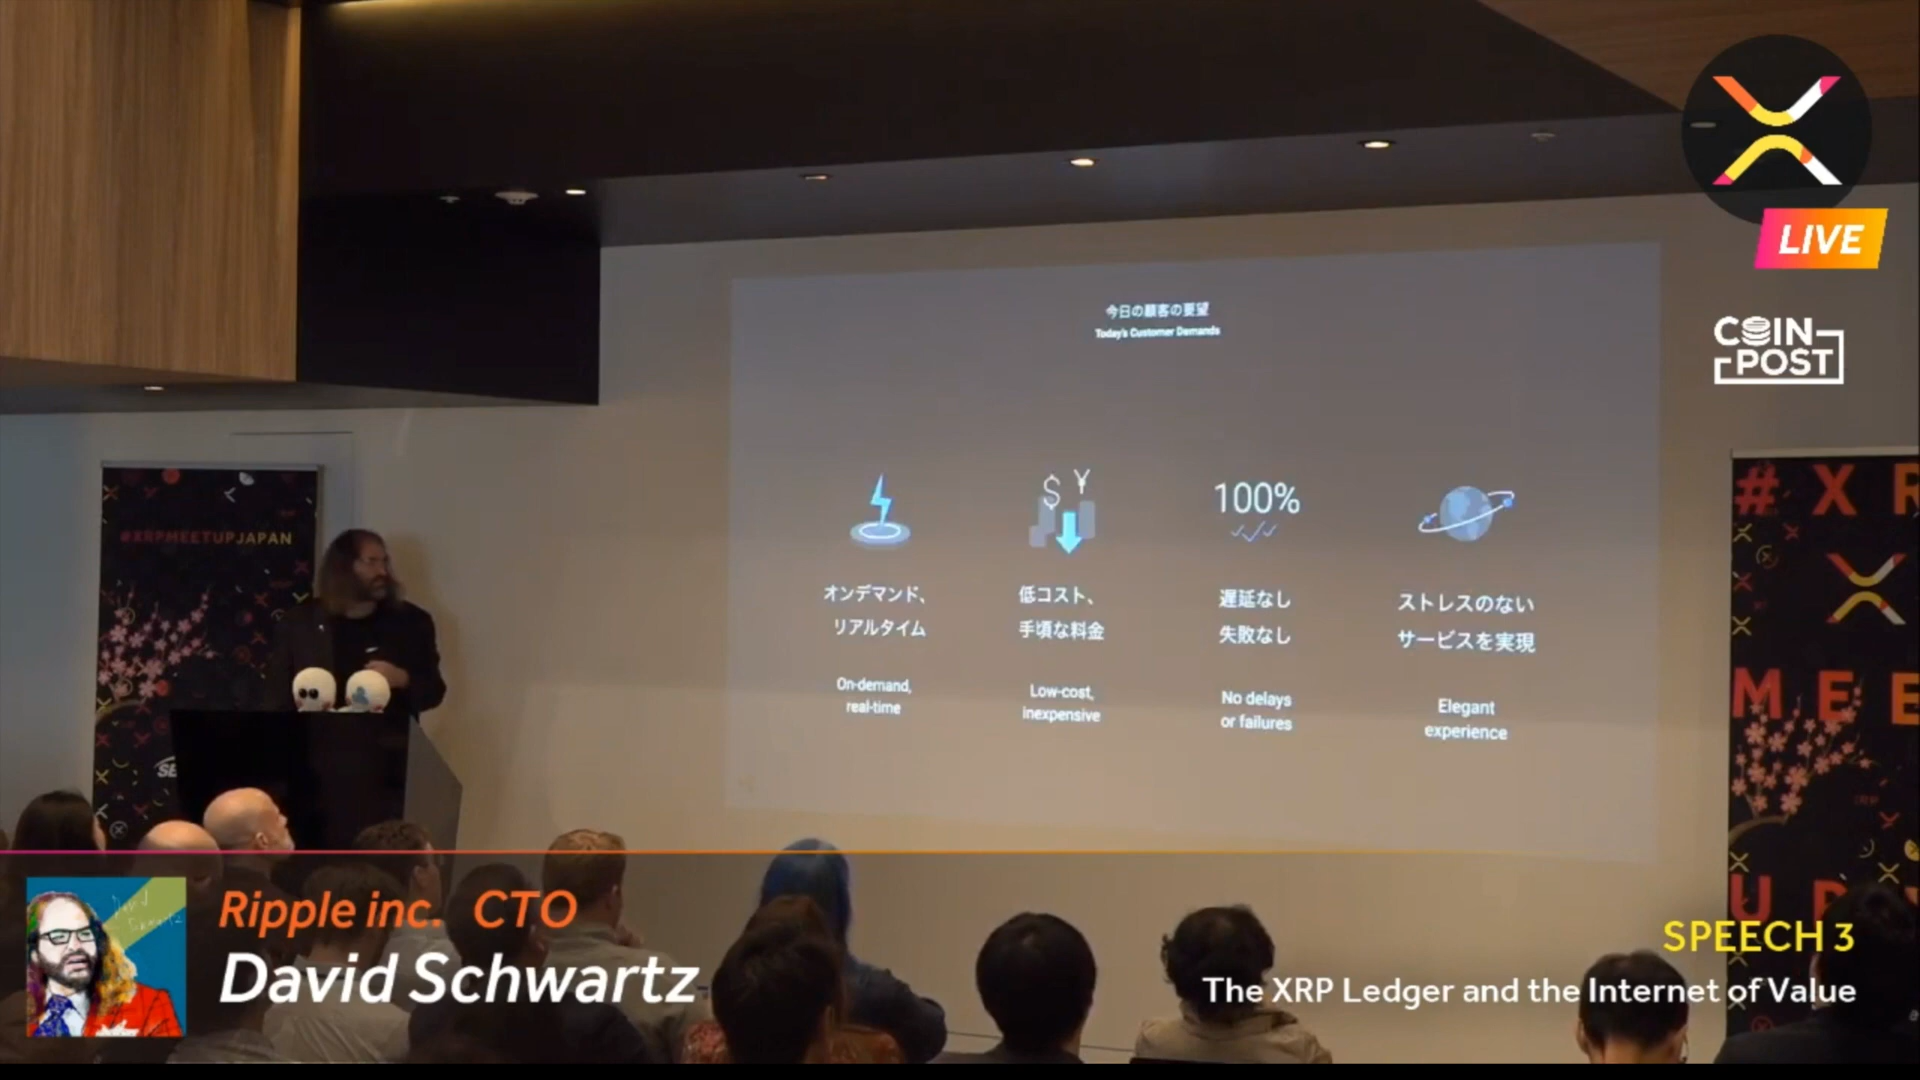 LIVE
COIN
POST
今日の顧客の要望
Today's Customer Demands
$ ¥
100%
オンデマンド、
リアルタイム
低コスト、
手頃な料金
遅延なし
失敗なし
ストレスのない
サービスを実現
On-demand,
real-time
Low-cost,
inexpensive
No delays
or failures
Elegant
experience
#XRPMEETUPJAPAN
# X R
M E E
U P
Ripple inc. CTO
David Schwartz
David
Schwartz
SPEECH 3
The XRP Ledger and the Internet of Value